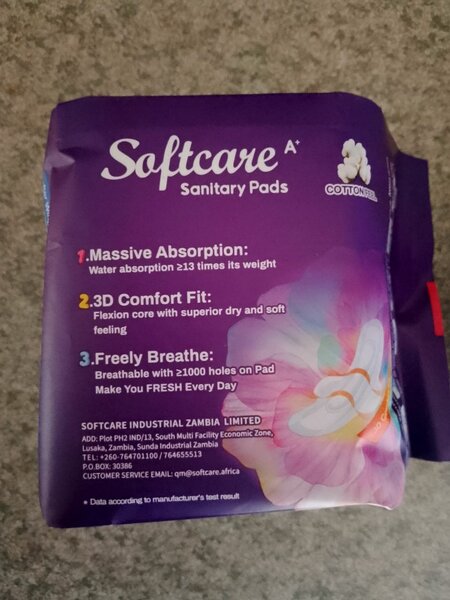 Softcare A+
Sanitary Pads
COTTON FEEL
1.Massive Absorption:
Water absorption ≥13 times its weight
2.3D Comfort Fit:
Flexion core with superior dry and soft
feeling
3.Freely Breathe:
Breathable with ≥1000 holes on Pad
Make You FRESH Every Day
SOFTCARE INDUSTRIAL ZAMBIA LIMITED
ADD: Plot PH2 IND/13, South Multi Facility Economic Zone,
Lusaka, Zambia, Sunda Industrial Zambia
TEL: +260-764701100 / 764655513
P.O.BOX: 30386
CUSTOMER SERVICE EMAIL: qm@softcare.africa
* Data according to manufacturer's test result